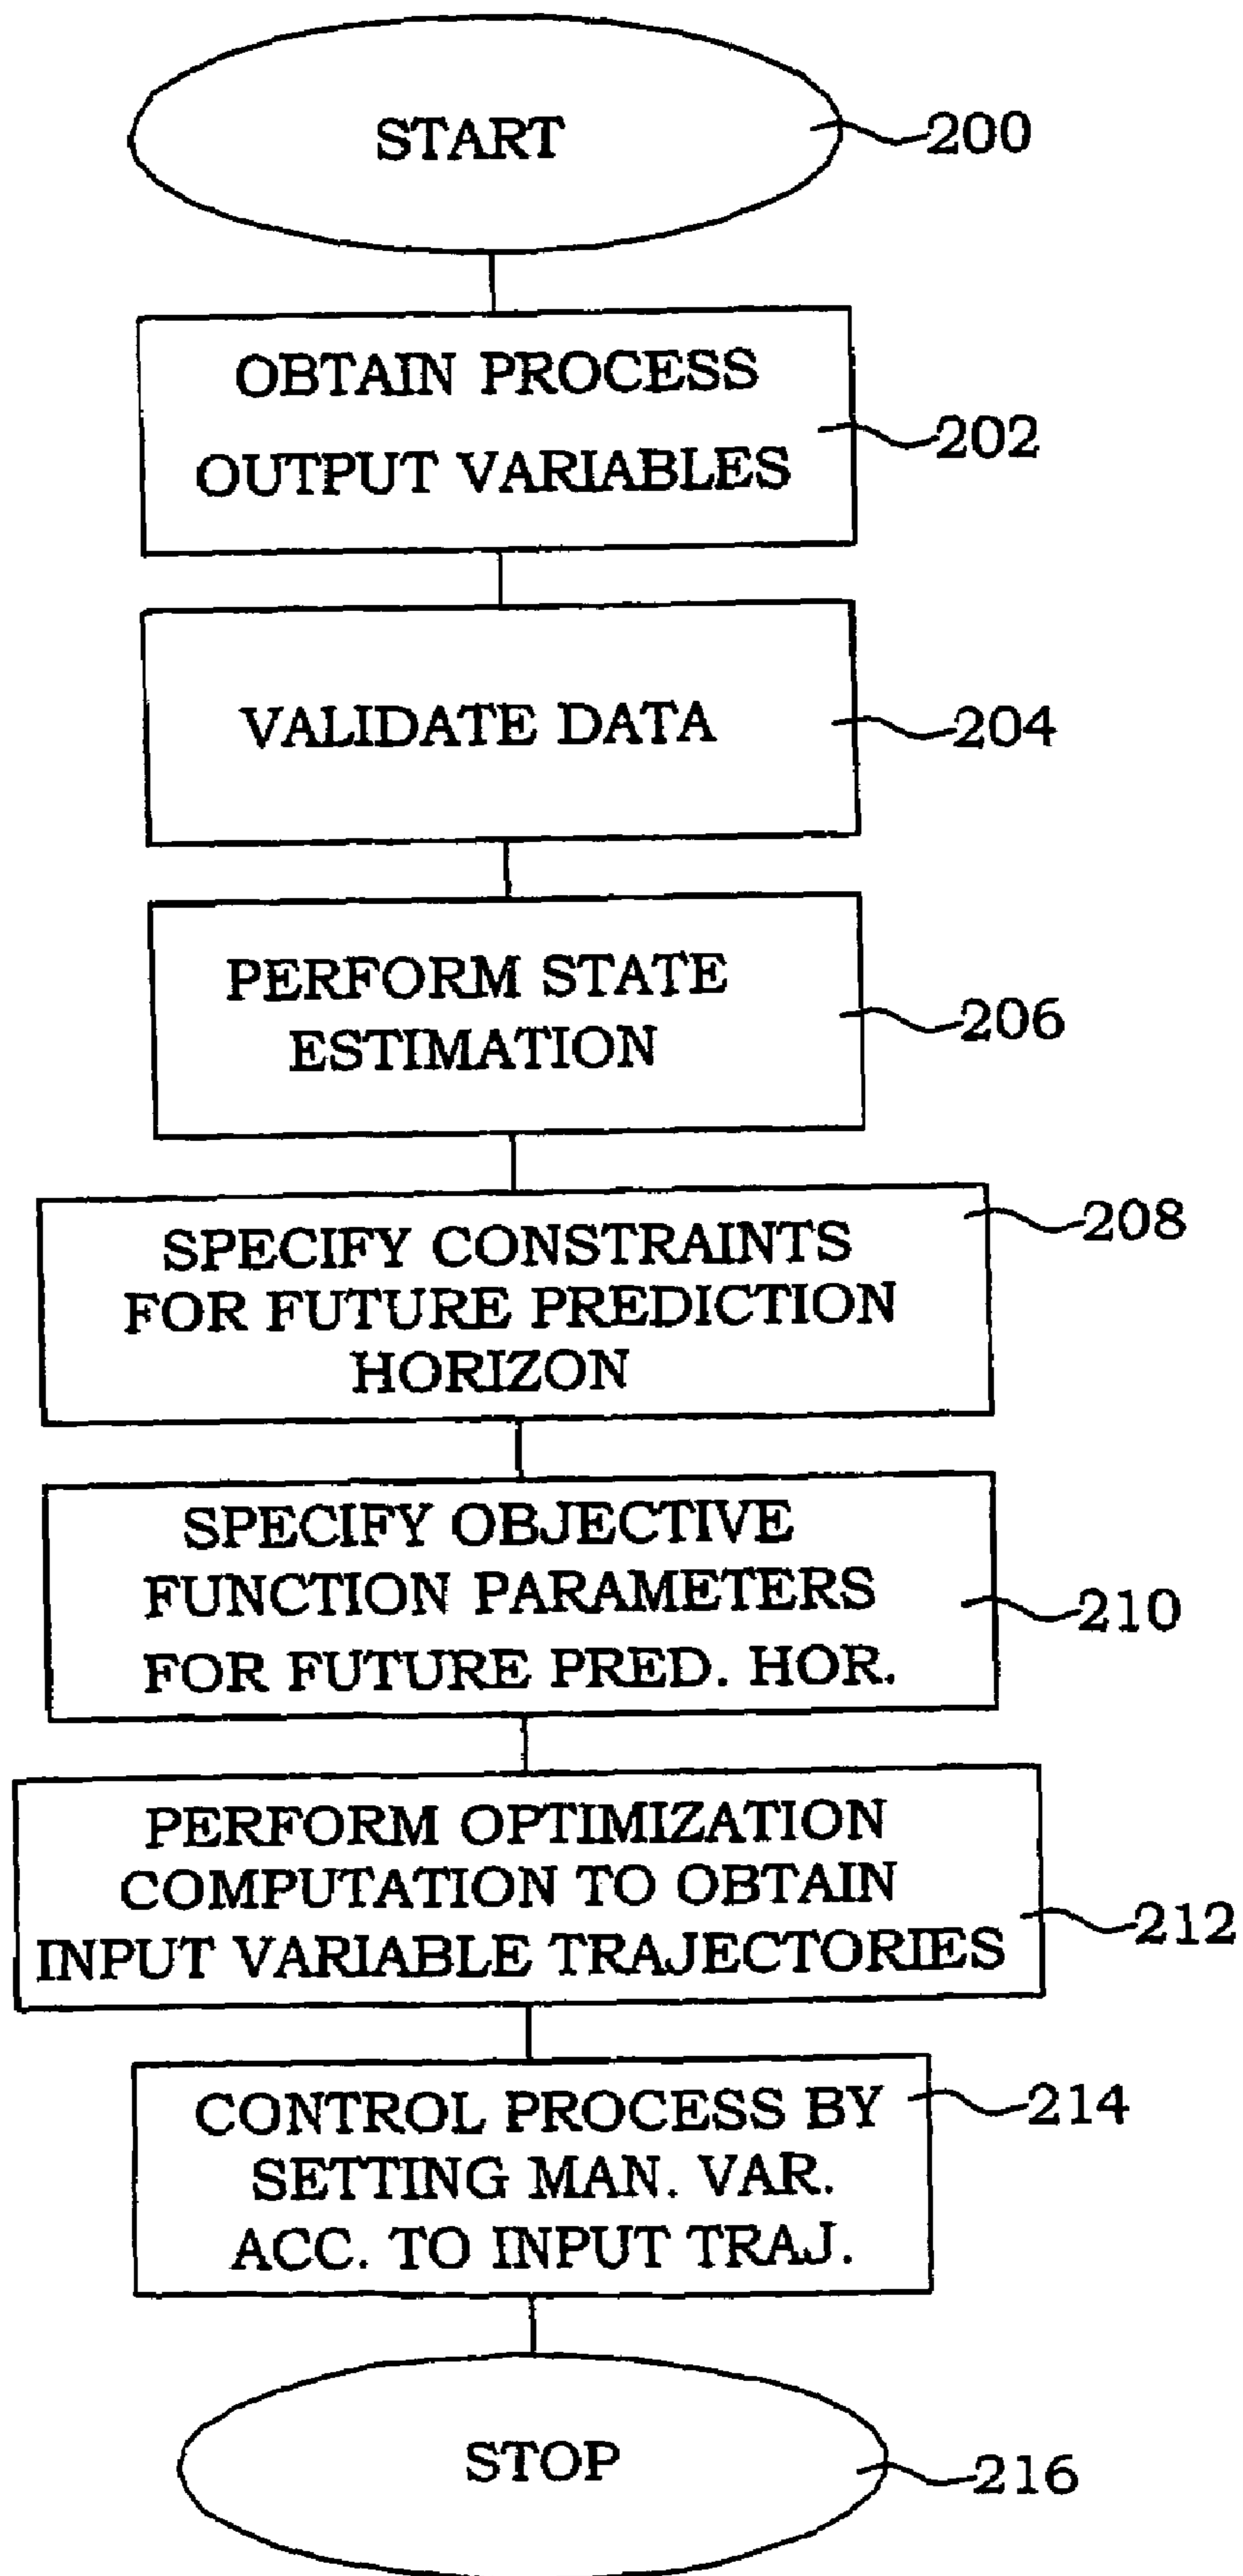 START
200
OBTAIN PROCESS
OUTPUT VARIABLES
202
VALIDATE DATA
204
PERFORM STATE
ESTIMATION
206
SPECIFY CONSTRAINTS
FOR FUTURE PREDICTION
HORIZON
208
SPECIFY OBJECTIVE
FUNCTION PARAMETERS
FOR FUTURE PRED. HOR.
210
PERFORM OPTIMIZATION
COMPUTATION TO OBTAIN
INPUT VARIABLE TRAJECTORIES
212
CONTROL PROCESS BY
SETTING MAN. VAR.
ACC. TO INPUT TRAJ.
214
STOP
216